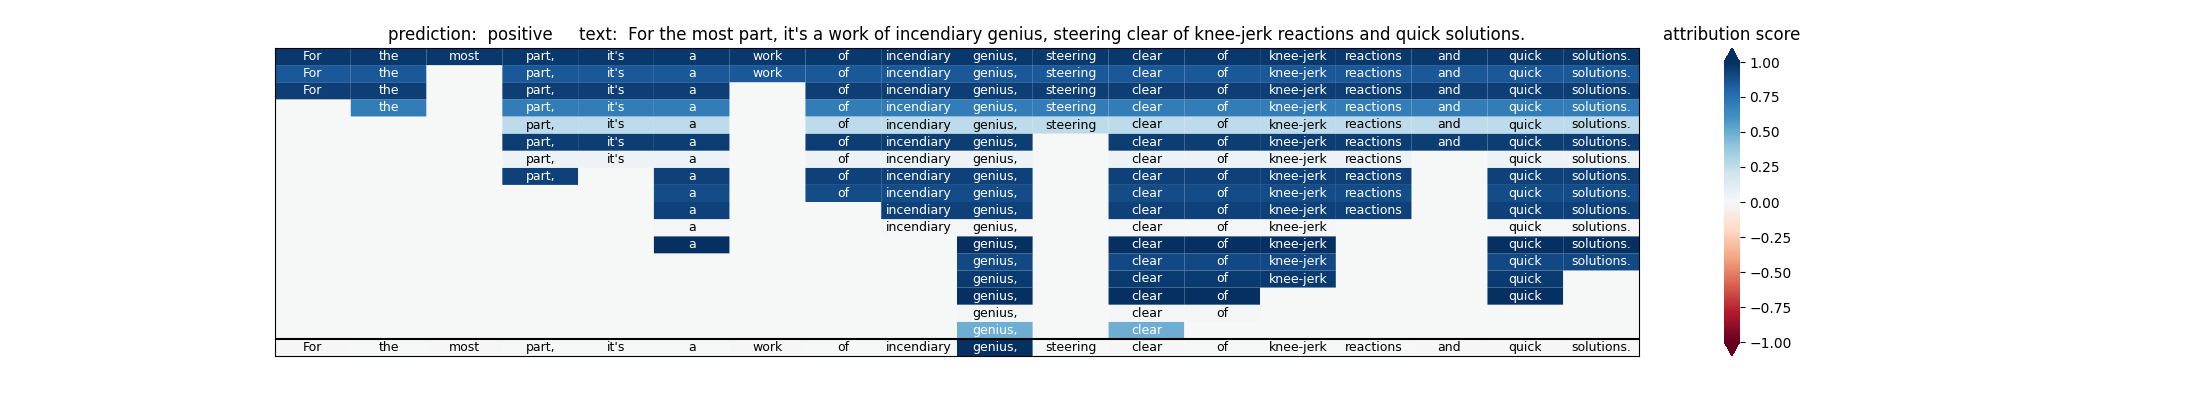 prediction: positive text: For the most part, it's a work of incendiary genius, steering clear of knee-jerk reactions and quick solutions. attribution score
For the most part, it's a work of incendiary genius, steering clear of knee-jerk reactions and quick solutions.
For the part, it's a work of incendiary genius, steering clear of knee-jerk reactions and quick solutions.
For the part, it's a of incendiary genius, steering clear of knee-jerk reactions and quick solutions.
the part, it's a of incendiary genius, steering clear of knee-jerk reactions and quick solutions.
part, it's a of incendiary genius, steering clear of knee-jerk reactions and quick solutions.
part, it's a of incendiary genius, clear of knee-jerk reactions and quick solutions.
part, it's a of incendiary genius, clear of knee-jerk reactions quick solutions.
part, a of incendiary genius, clear of knee-jerk reactions quick solutions.
a of incendiary genius, clear of knee-jerk reactions quick solutions.
a incendiary genius, clear of knee-jerk reactions quick solutions.
a incendiary genius, clear of knee-jerk quick solutions.
a genius, clear of knee-jerk quick solutions.
genius, clear of knee-jerk quick solutions.
genius, clear of knee-jerk quick
genius, clear of quick
genius, clear of
genius, clear
For the most part, it's a work of incendiary genius, steering clear of knee-jerk reactions and quick solutions.
1.00
0.75
0.50
0.25
0.00
−0.25
−0.50
−0.75
−1.00